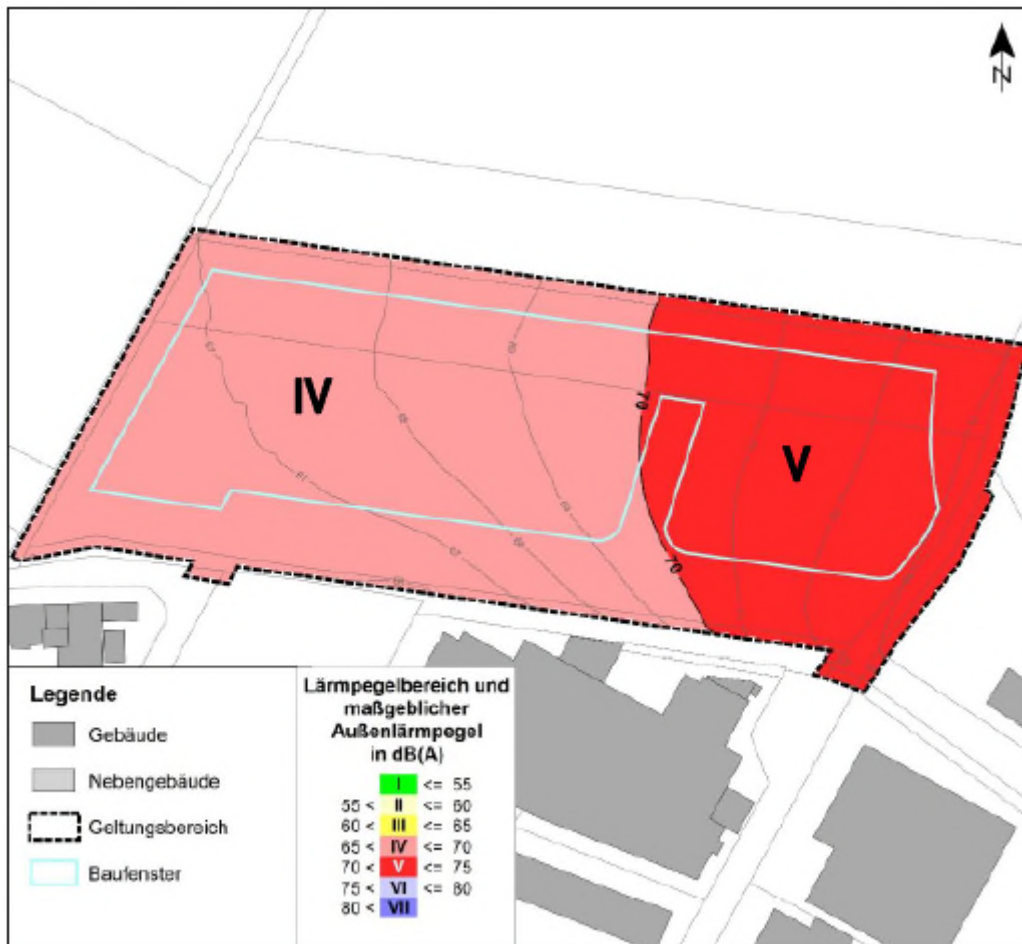 N
IV
V
70
70
Legende
Gebäude
Nebengebäude
Geltungsbereich
Baufenster
Lärmpegelbereich und
maßgeblicher
Außenlärmpegel
in dB(A)
I <= 55
55 < II <= 60
60 < III <= 65
65 < IV <= 70
70 < V <= 75
75 < VI <= 80
80 < VII